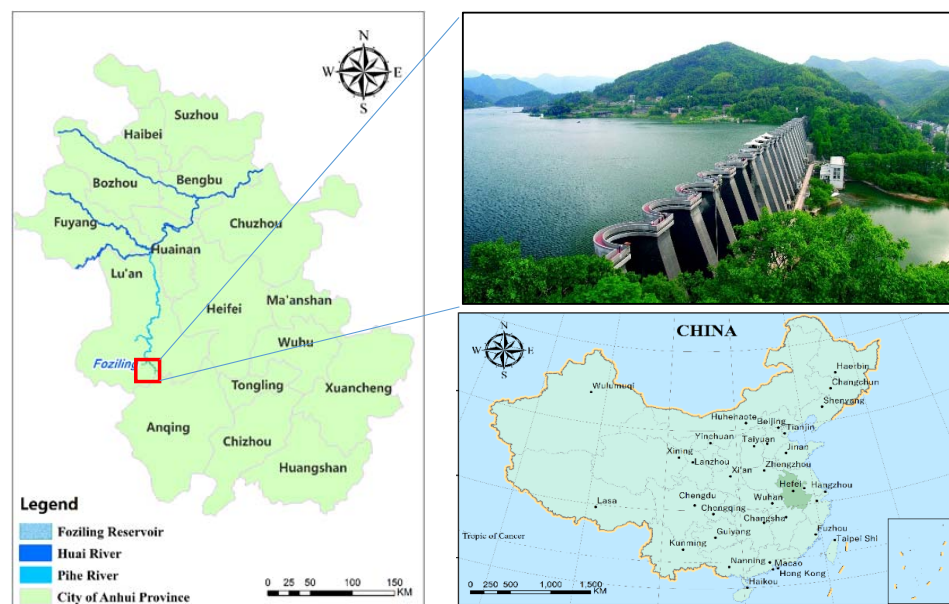 N
W E
S
Suzhou
Haibei
Bozhou
Bengbu
Fuyang
Chuzhou
Huainan
Lu'an
Heifei
Ma'anshan
Wuhu
Foziling
Tongling
Xuancheng
Anqing
Chizhou
Huangshan
Legend
Foziling Reservoir
Huai River
Pihe River
City of Anhui Province
0 25 50 100 150
KM
CHINA
N
W E
S
Haerbin
Changchun
Wulumuqi
Shenyang
Huhehaote
Beijing
Tianjin
Yinchuan
Taiyuan
Jinan
Xining
Lanzhou
Zhengzhou
Xi'an
Hefei
Hangzhou
Lasa
Chengdu
Wuhan
Chongqing
Changsha
Fuzhou
Guiyang
Taipei Shi
Tropic of Cancer
Kunming
Nanning
Macao
Hong Kong
Haikou
0 250 500 1,000 1,500
KM